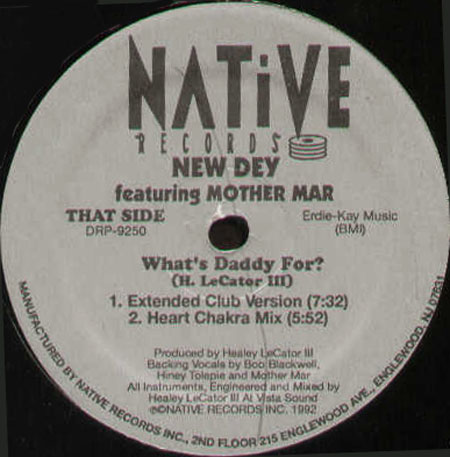 NATiVE
RECORDS
NEW DEY
featuring MOTHER MAR
THAT SIDE
DRP-9250
Erdie-Kay Music
(BMI)
What's Daddy For?
(H. LeCator III)
1. Extended Club Version (7:32)
2. Heart Chakra Mix (5:52)
Produced by Healey LeCator III
Backing Vocals by Bob Blackwell,
Hiney Tolepie and Mother Mar
All Instruments, Engineered and Mixed by
Healey LeCator III At Vista Sound
℗©NATIVE RECORDS INC. 1992
MANUFACTURED BY NATIVE RECORDS INC., 2ND FLOOR 215 ENGLEWOOD AVE., ENGLEWOOD, NJ 07631